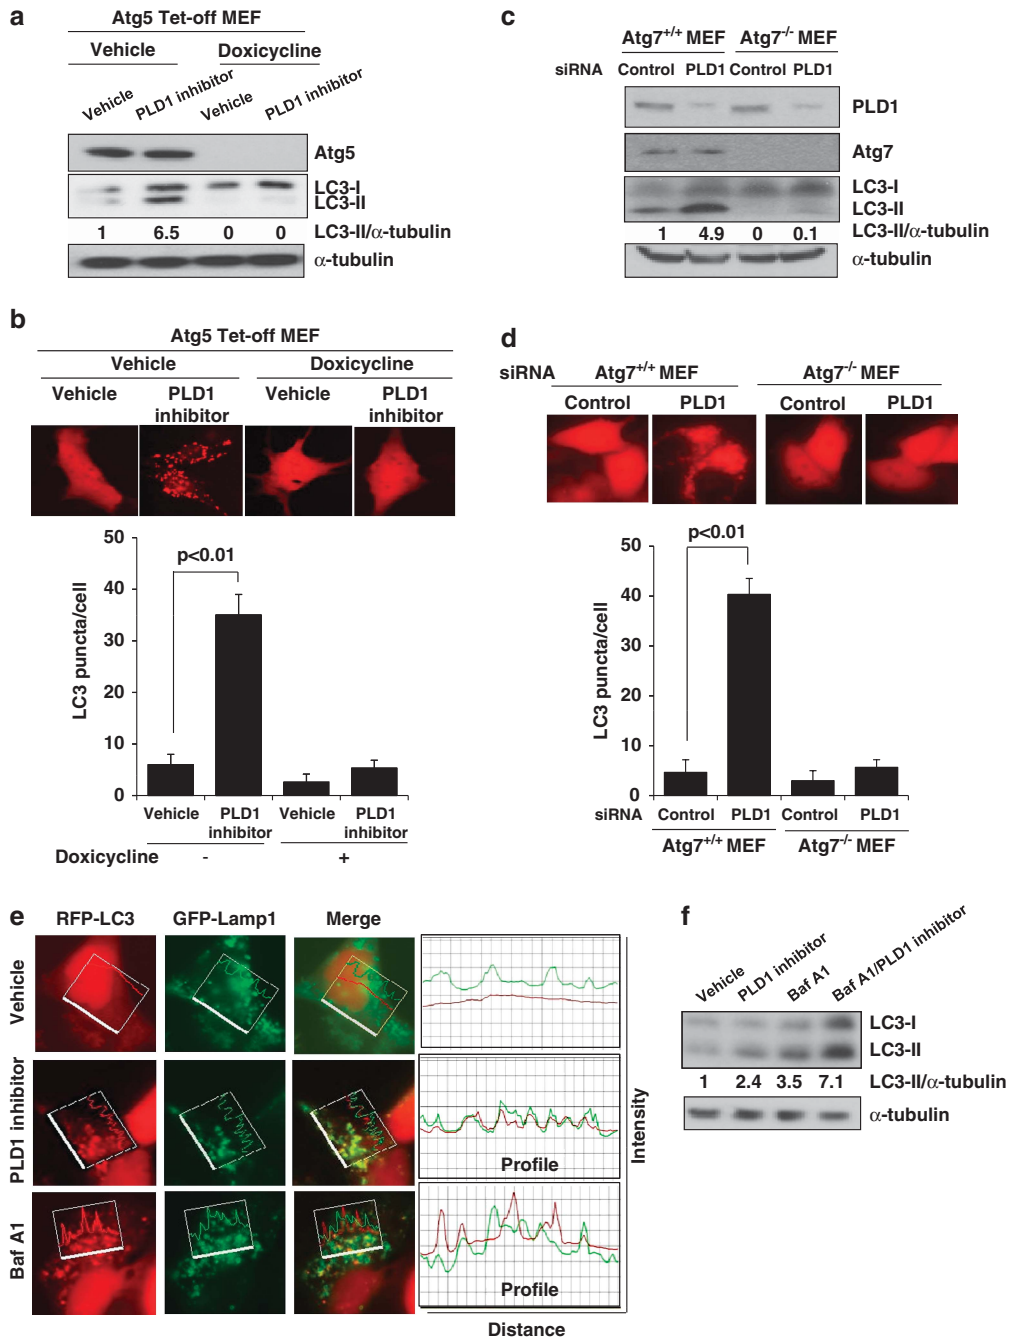 a
Atg5 Tet-off MEF
Vehicle Doxicycline
Vehicle PLD1 inhibitor Vehicle PLD1 inhibitor
Atg5
LC3-I
LC3-II
1 6.5 0 0 LC3-II/α-tubulin
α-tubulin
b
Atg5 Tet-off MEF
Vehicle Doxicycline
Vehicle PLD1 inhibitor Vehicle PLD1 inhibitor
p<0.01
LC3 puncta/cell
50
40
30
20
10
0
Vehicle PLD1 inhibitor Vehicle PLD1 inhibitor
Doxicycline - +
c
Atg7+/+ MEF Atg7-/- MEF
siRNA Control PLD1 Control PLD1
PLD1
Atg7
LC3-I
LC3-II
1 4.9 0 0.1 LC3-II/α-tubulin
α-tubulin
d
siRNA Atg7+/+ MEF Atg7-/- MEF
Control PLD1 Control PLD1
p<0.01
LC3 puncta/cell
50
40
30
20
10
0
siRNA Control PLD1 Control PLD1
Atg7+/+ MEF Atg7-/- MEF
e
RFP-LC3 GFP-Lamp1 Merge
Vehicle
PLD1 inhibitor
Profile
Baf A1
Profile
Intensity
Distance
f
Vehicle PLD1 inhibitor Baf A1 Baf A1/PLD1 inhibitor
LC3-I
LC3-II
1 2.4 3.5 7.1 LC3-II/α-tubulin
α-tubulin